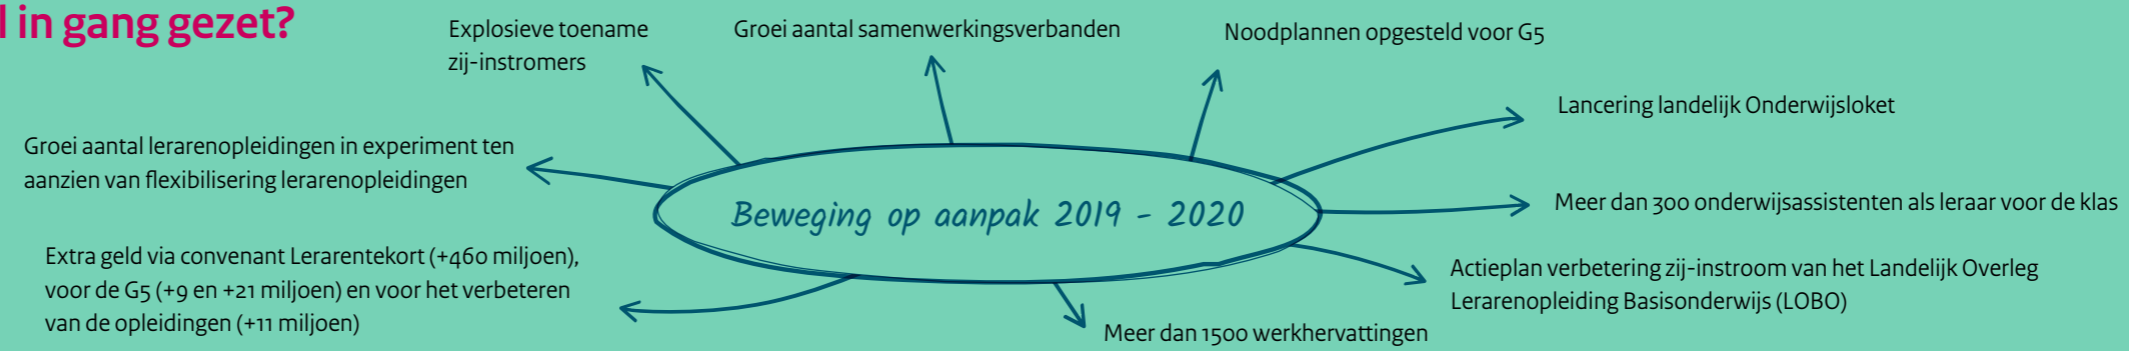 l in gang gezet?
Explosieve toename
zij-instromers
Groei aantal samenwerkingsverbanden
Noodplannen opgesteld voor G5
Lancering landelijk Onderwijsloket
Groei aantal lerarenopleidingen in experiment ten
aanzien van flexibilisering lerarenopleidingen
Beweging op aanpak 2019 - 2020
Meer dan 300 onderwijsassistenten als leraar voor de klas
Extra geld via convenant Lerarentekort (+460 miljoen),
voor de G5 (+9 en +21 miljoen) en voor het verbeteren
van de opleidingen (+11 miljoen)
Actieplan verbetering zij-instroom van het Landelijk Overleg
Lerarenopleiding Basisonderwijs (LOBO)
Meer dan 1500 werkhervattingen